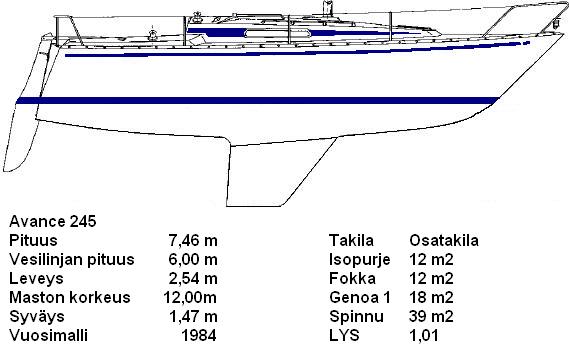 Avance 245
Pituus 7,46 m Takila Osatakila
Vesilinjan pituus 6,00 m Isopurje 12 m2
Leveys 2,54 m Fokka 12 m2
Maston korkeus 12,00m Genoa 1 18 m2
Syväys 1,47 m Spinnu 39 m2
Vuosimalli 1984 LYS 1,01